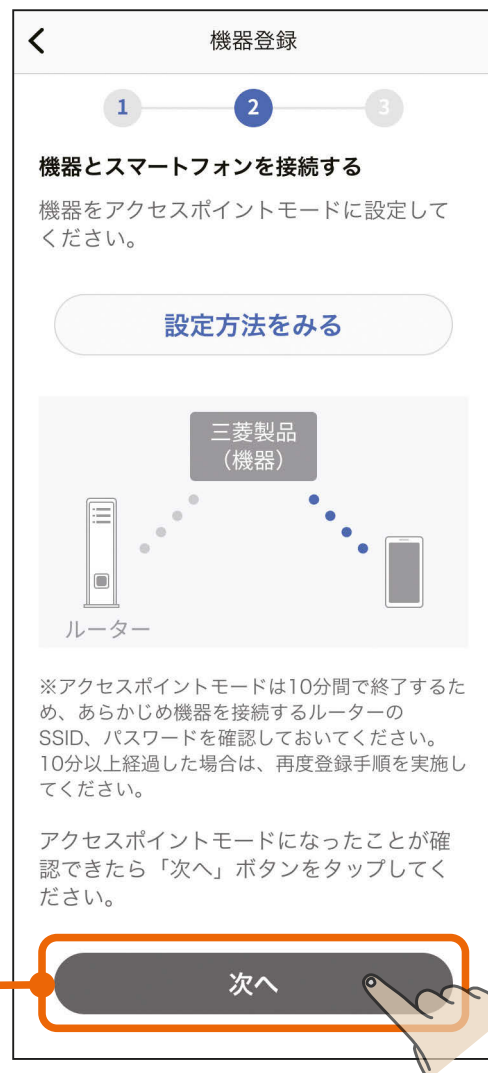 機器登録
1 2 3
機器とスマートフォンを接続する
機器をアクセスポイントモードに設定して
ください。
設定方法をみる
三菱製品
（機器）
ルーター
※アクセスポイントモードは10分間で終了するた
め、あらかじめ機器を接続するルーターの
SSID、パスワードを確認しておいてください。
10分以上経過した場合は、再度登録手順を実施し
てください。
アクセスポイントモードになったことが確
認できたら「次へ」ボタンをタップしてく
ださい。
次へ